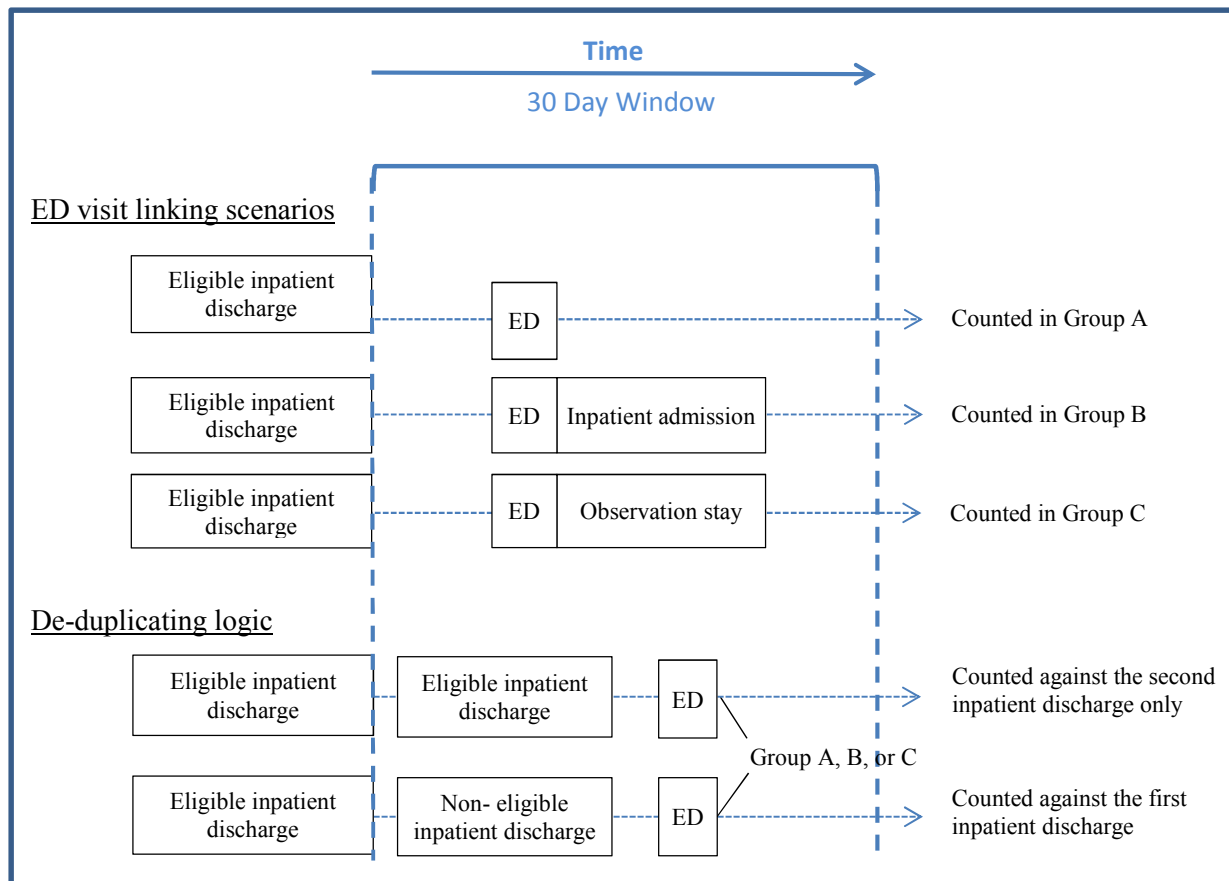 Time
30 Day Window
ED visit linking scenarios
Eligible inpatient
discharge
ED
Counted in Group A
Eligible inpatient
discharge
ED
Inpatient admission
Counted in Group B
Eligible inpatient
discharge
ED
Observation stay
Counted in Group C
De-duplicating logic
Eligible inpatient
discharge
Eligible inpatient
discharge
ED
Counted against the second
inpatient discharge only
Group A, B, or C
Eligible inpatient
discharge
Non- eligible
inpatient discharge
ED
Counted against the first
inpatient discharge